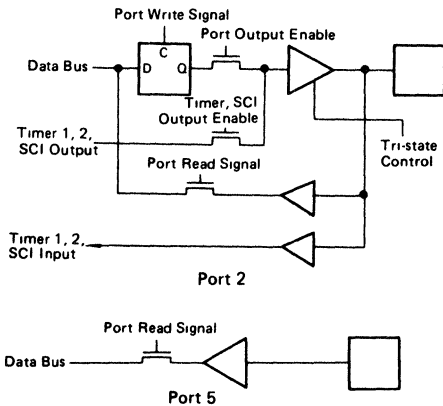 Port Write Signal
Port Output Enable
C
Data Bus
D
Q
Timer, SCI
Output Enable
Timer 1, 2,
SCI Output
Port Read Signal
Tri-state
Control
Timer 1, 2,
SCI Input
Port 2
Port Read Signal
Data Bus
Port 5